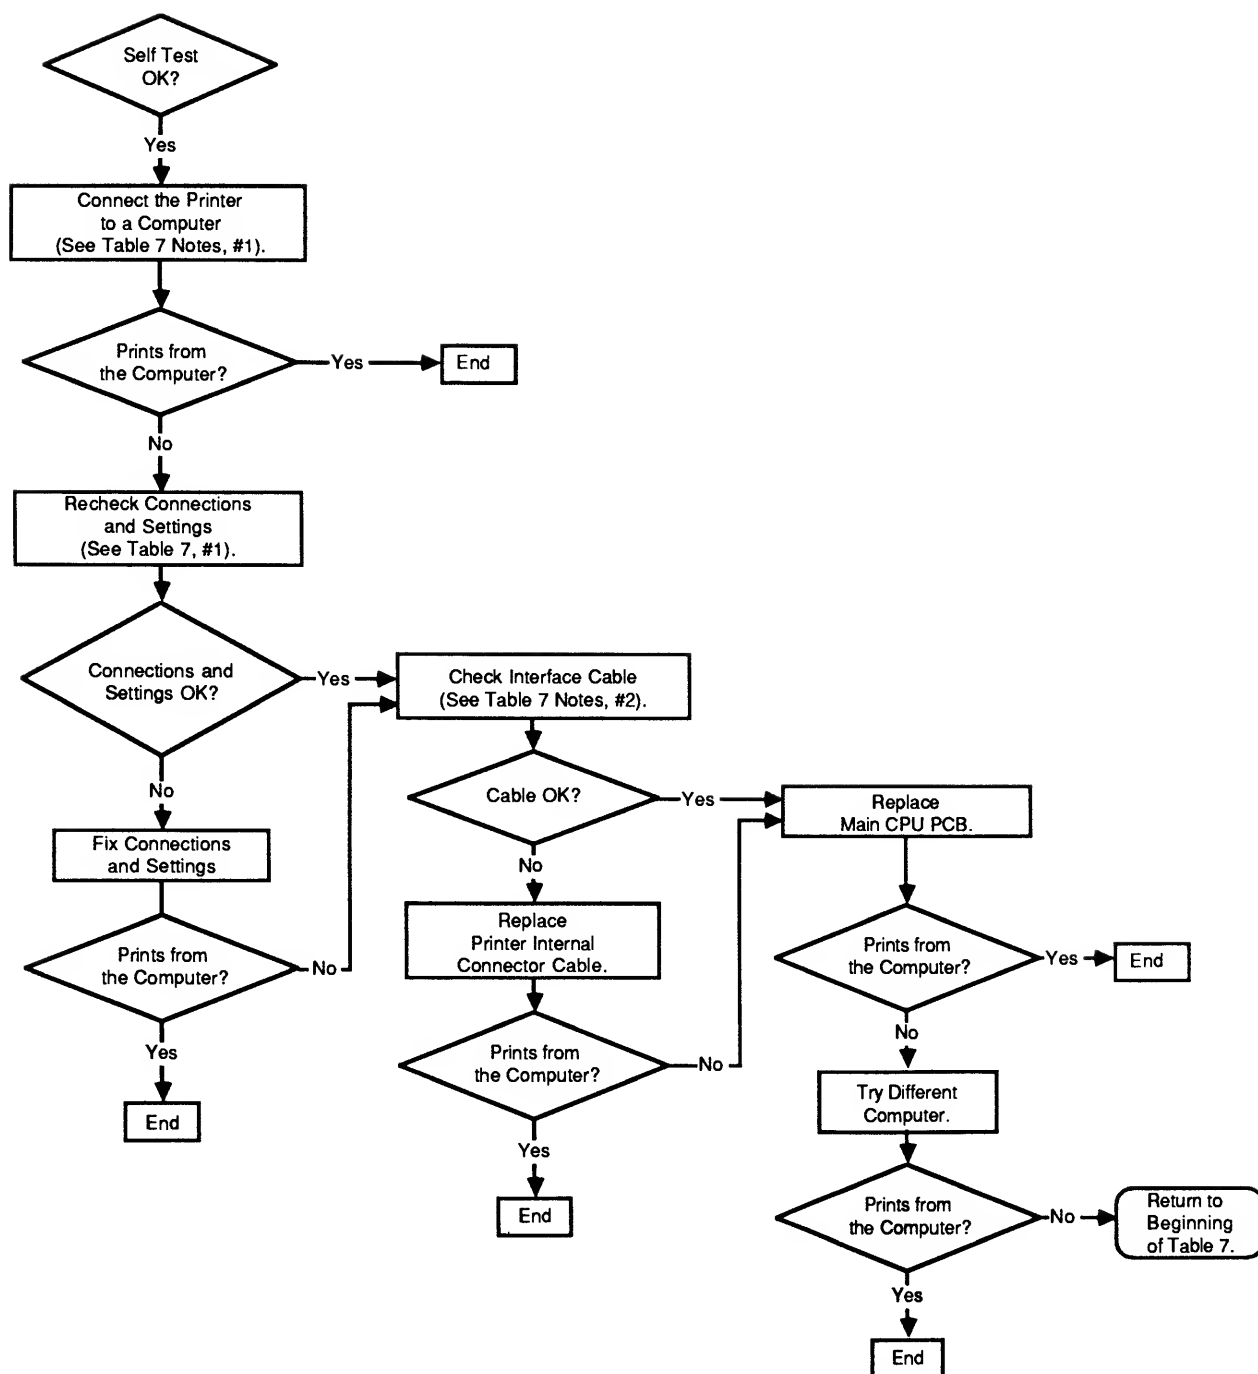 Self Test
OK?
Yes
Connect the Printer
to a Computer
(See Table 7 Notes, #1).
Prints from
the Computer?
Yes
End
No
Recheck Connections
and Settings
(See Table 7, #1).
Connections and
Settings OK?
Yes
Check Interface Cable
(See Table 7 Notes, #2).
No
Cable OK?
Yes
Replace
Main CPU PCB.
Fix Connections
and Settings
No
Replace
Printer Internal
Connector Cable.
Prints from
the Computer?
No
Prints from
the Computer?
Yes
End
Yes
End
Prints from
the Computer?
No
No
Try Different
Computer.
Yes
End
Prints from
the Computer?
No
Return to
Beginning
of Table 7.
Yes
End